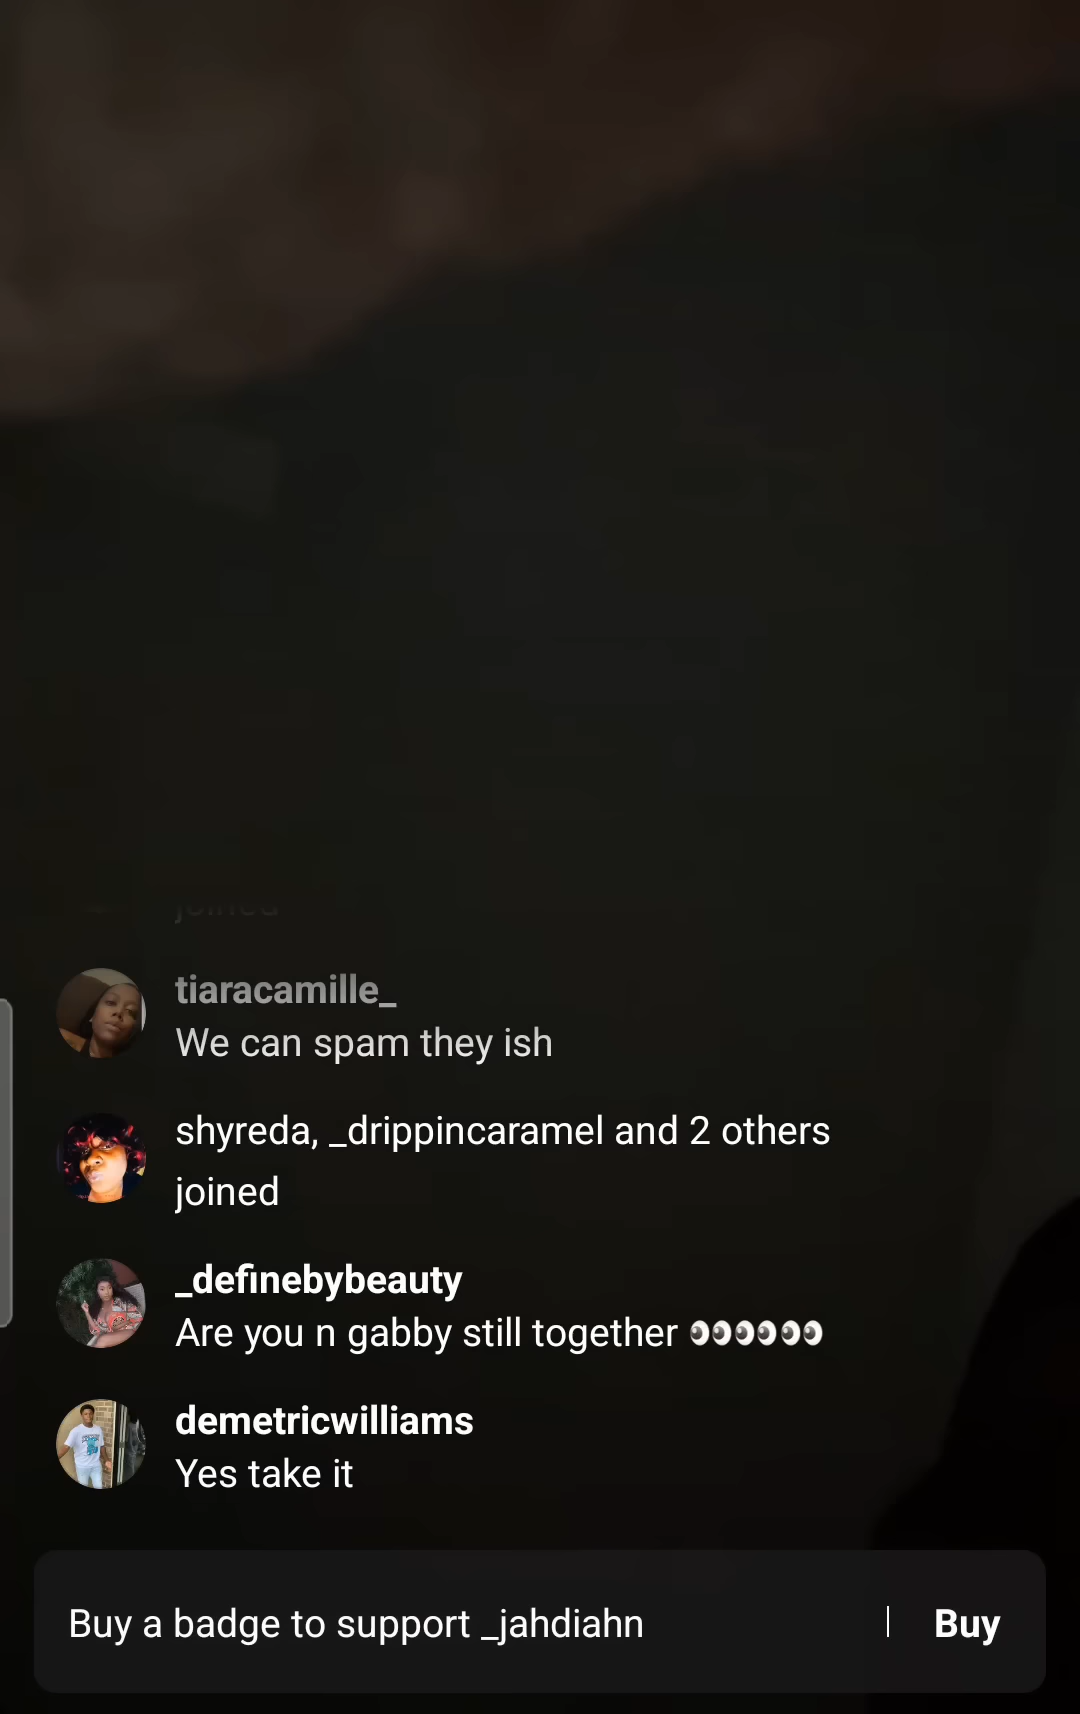 joined
tiaracamille_
We can spam they ish
shyreda, _drippincaramel and 2 others
joined
_definebybeauty
Are you n gabby still together 👀👀👀
demetricwilliams
Yes take it
Buy a badge to support _jahdiahn | Buy